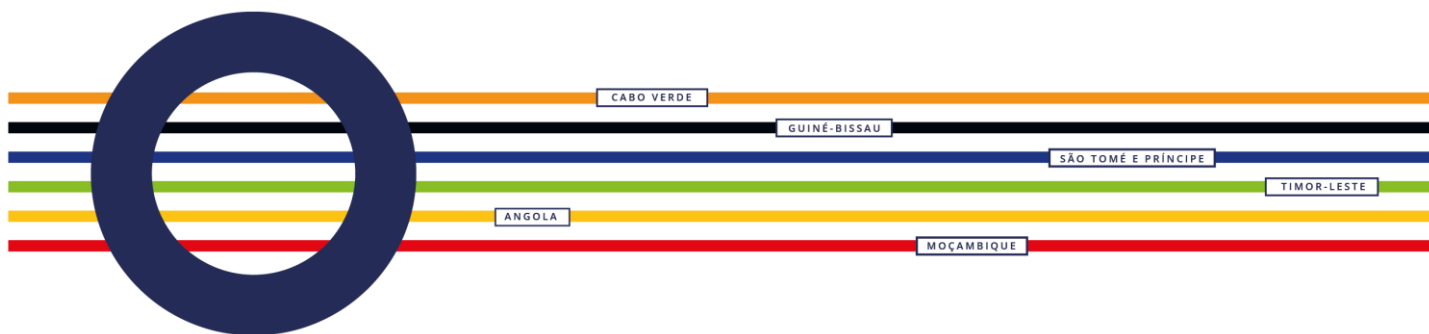 CABO VERDE
GUINÉ-BISSAU
SÃO TOMÉ E PRÍNCIPE
TIMOR-LESTE
ANGOLA
MOÇAMBIQUE